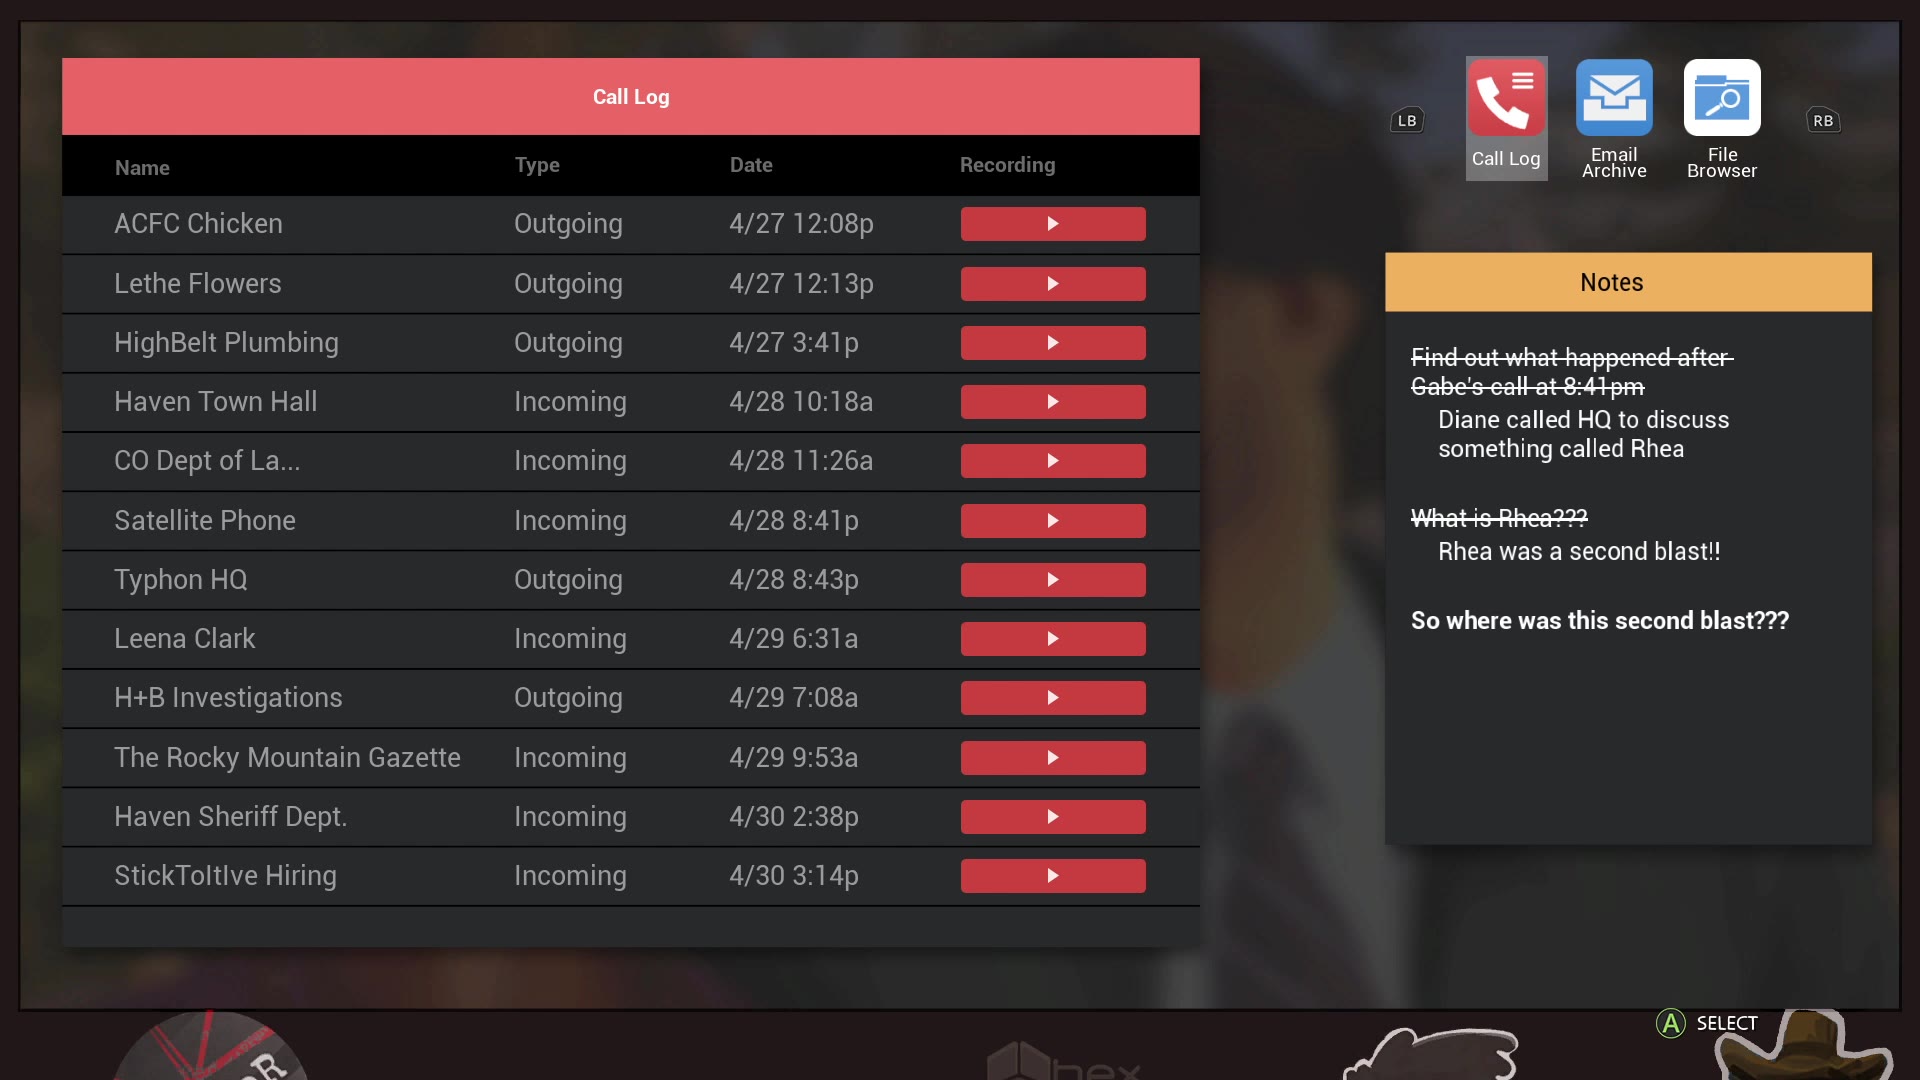 Call Log
Name Type Date Recording
ACFC Chicken Outgoing 4/27 12:08p
Lethe Flowers Outgoing 4/27 12:13p
HighBelt Plumbing Outgoing 4/27 3:41p
Haven Town Hall Incoming 4/28 10:18a
CO Dept of La... Incoming 4/28 11:26a
Satellite Phone Incoming 4/28 8:41p
Typhon HQ Outgoing 4/28 8:43p
Leena Clark Incoming 4/29 6:31a
H+B Investigations Outgoing 4/29 7:08a
The Rocky Mountain Gazette Incoming 4/29 9:53a
Haven Sheriff Dept. Incoming 4/30 2:38p
StickToItIve Hiring Incoming 4/30 3:14p
LB
Call Log
Email
Archive
File
Browser
RB
Notes
Find out what happened after
Gabe's call at 8:41pm
Diane called HQ to discuss
something called Rhea
What is Rhea???
Rhea was a second blast!!
So where was this second blast???
A SELECT
hex